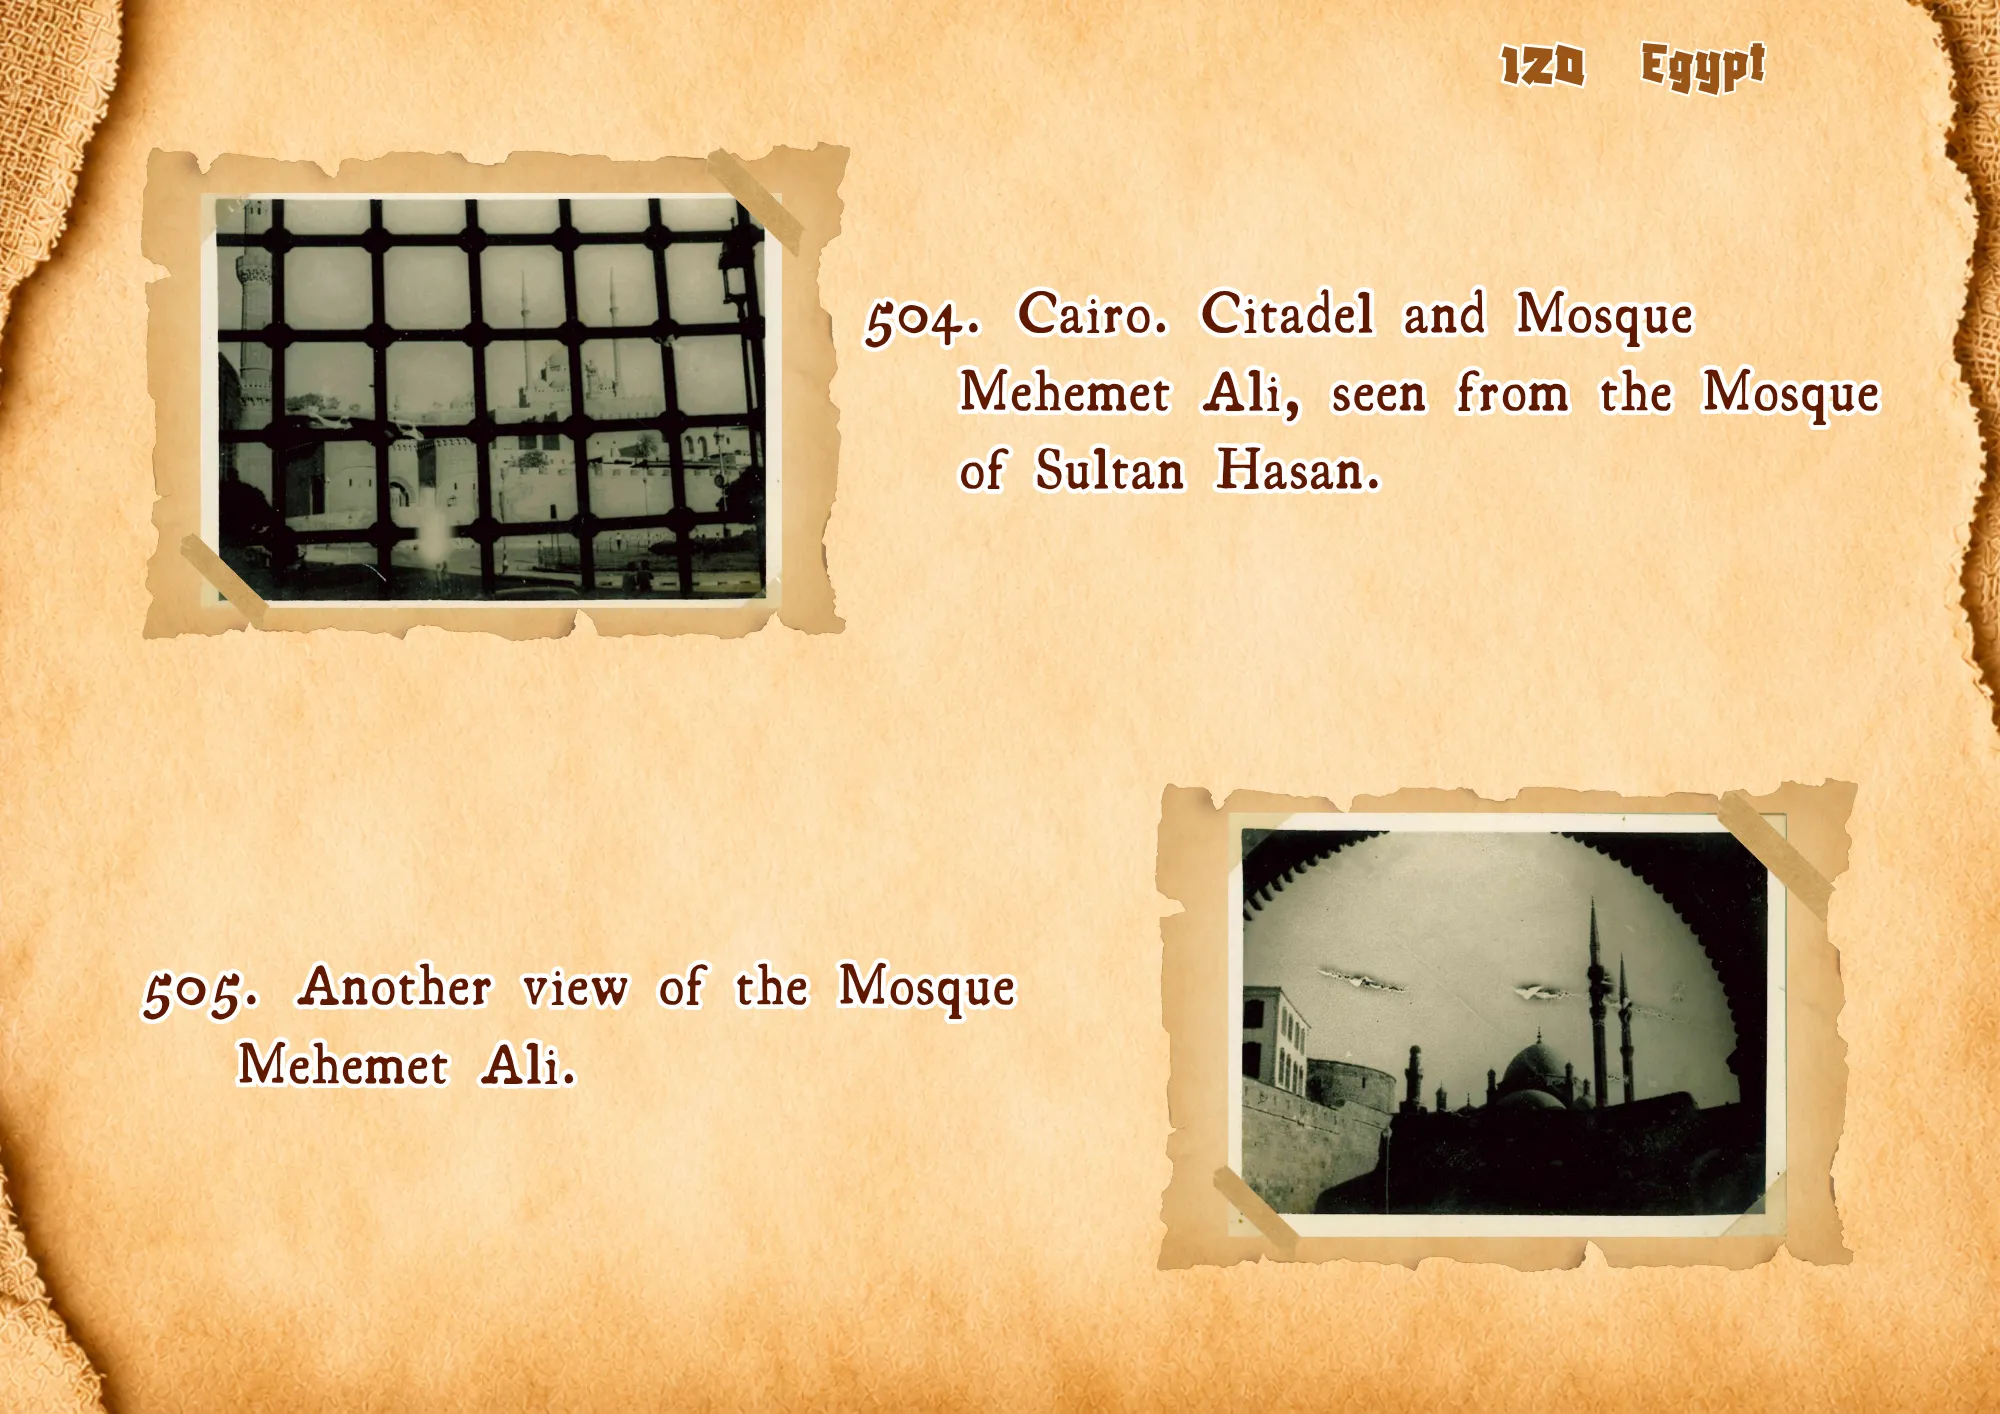 120 Egypt
504. Cairo. Citadel and Mosque
Mehemet Ali, seen from the Mosque
of Sultan Hasan.
505. Another view of the Mosque
Mehemet Ali.